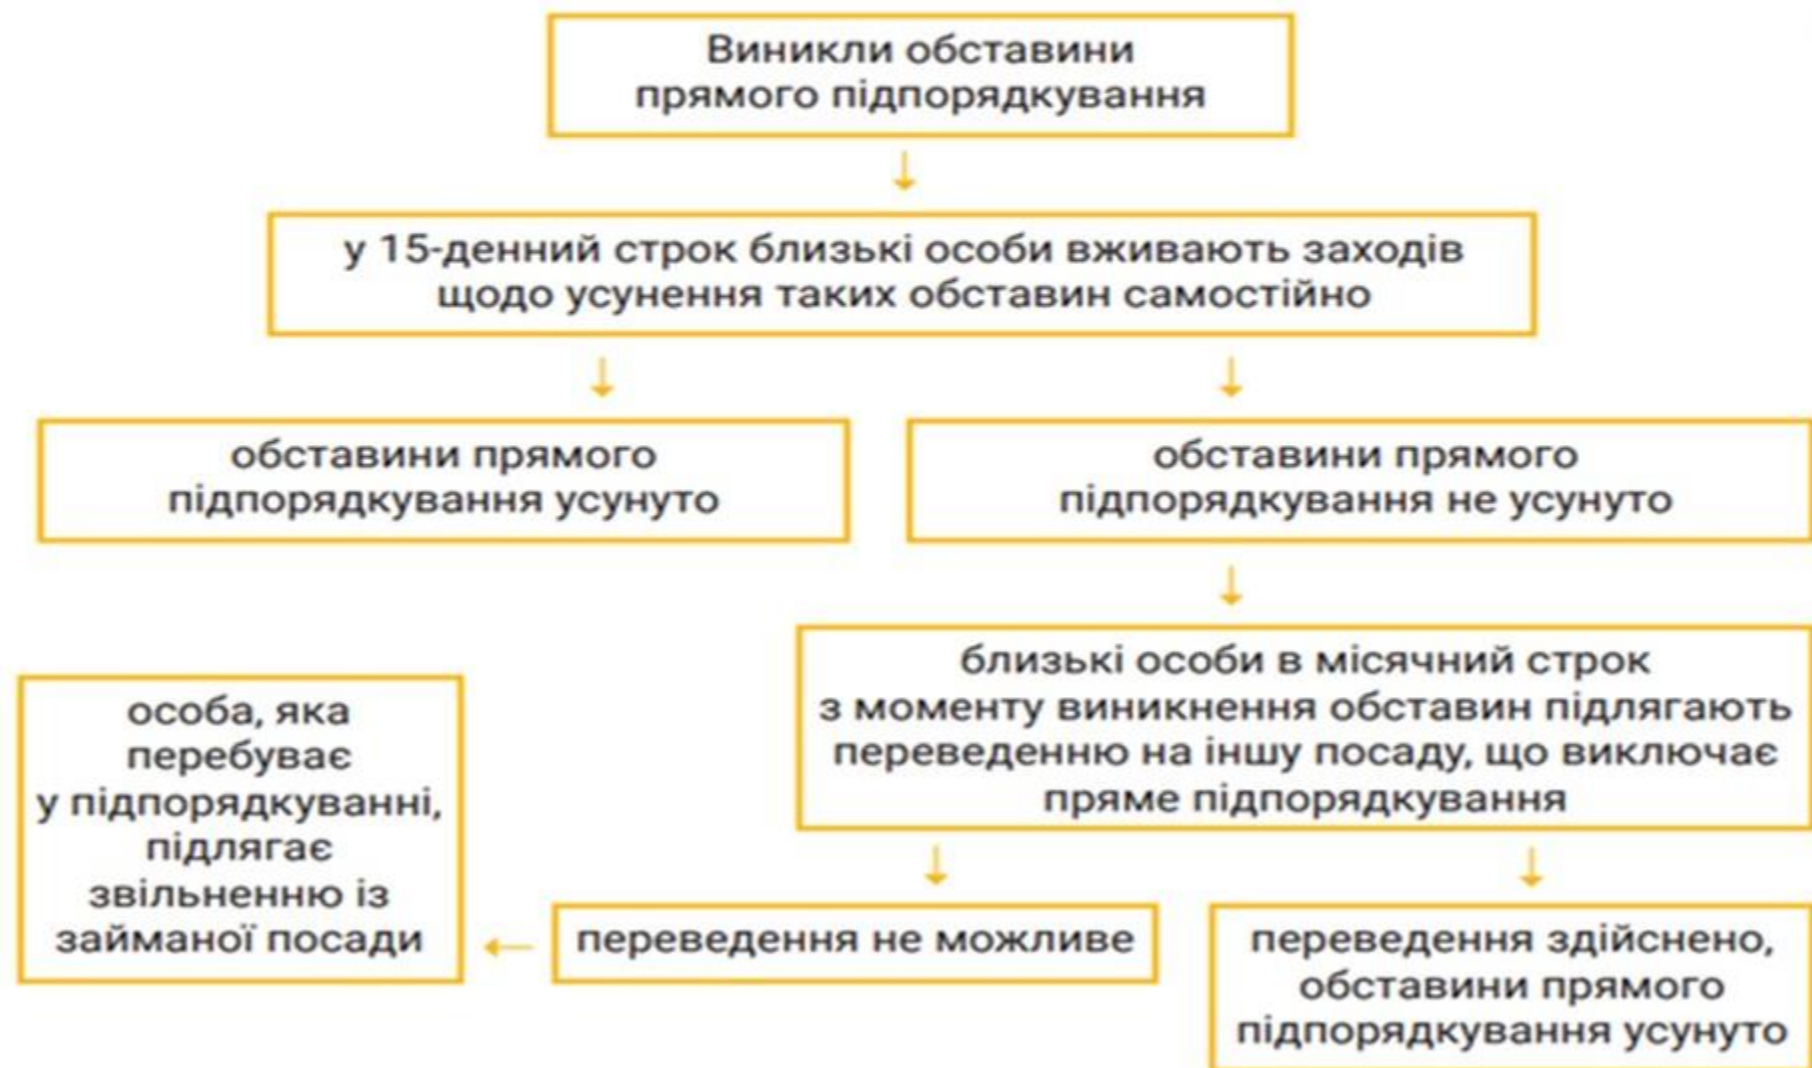 Виникли обставини
прямого підпорядкування
у 15-денний строк близькі особи вживають заходів
щодо усунення таких обставин самостійно
обставини прямого
підпорядкування усунуто
обставини прямого
підпорядкування не усунуто
близькі особи в місячний строк
з моменту виникнення обставин підлягають
переведенню на іншу посаду, що виключає
пряме підпорядкування
особа, яка
перебуває
у підпорядкуванні,
підлягає
звільненню із
займаної посади
переведення не можливе
переведення здійснено,
обставини прямого
підпорядкування усунуто